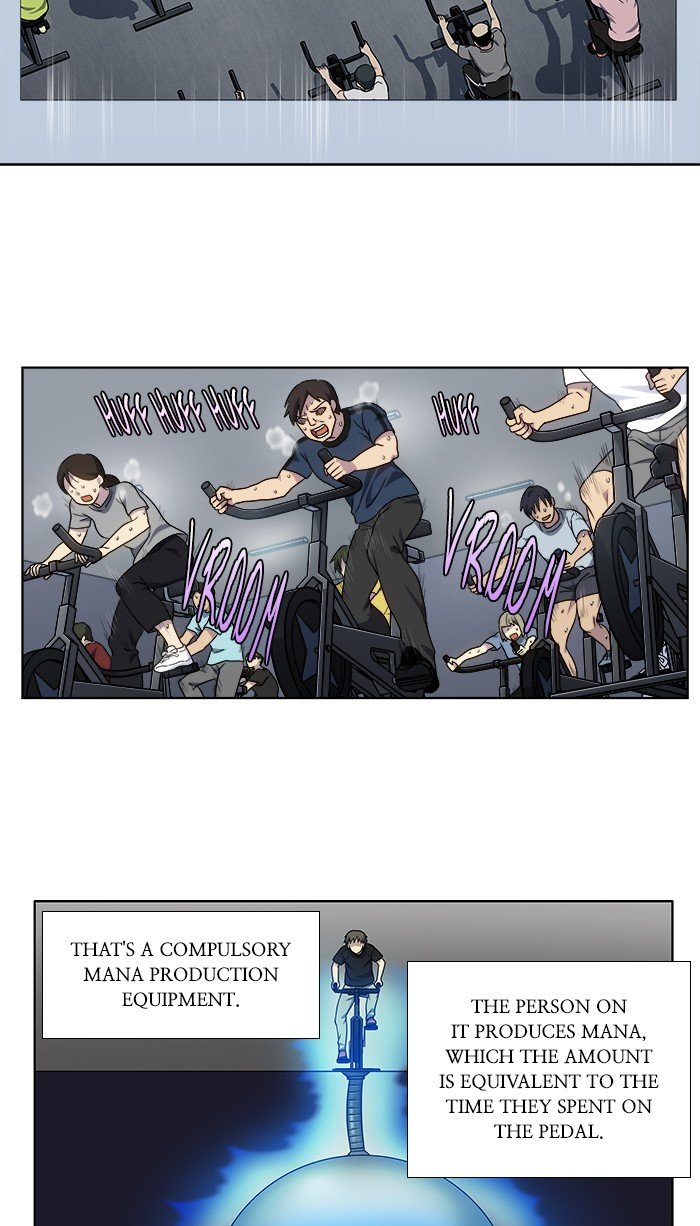 HUFF HUFF HUFF
HUFF
VROOM
VROOM
THAT'S A COMPULSORY
MANA PRODUCTION
EQUIPMENT.
THE PERSON ON
IT PRODUCES MANA,
WHICH THE AMOUNT
IS EQUIVALENT TO THE
TIME THEY SPENT ON
THE PEDAL.